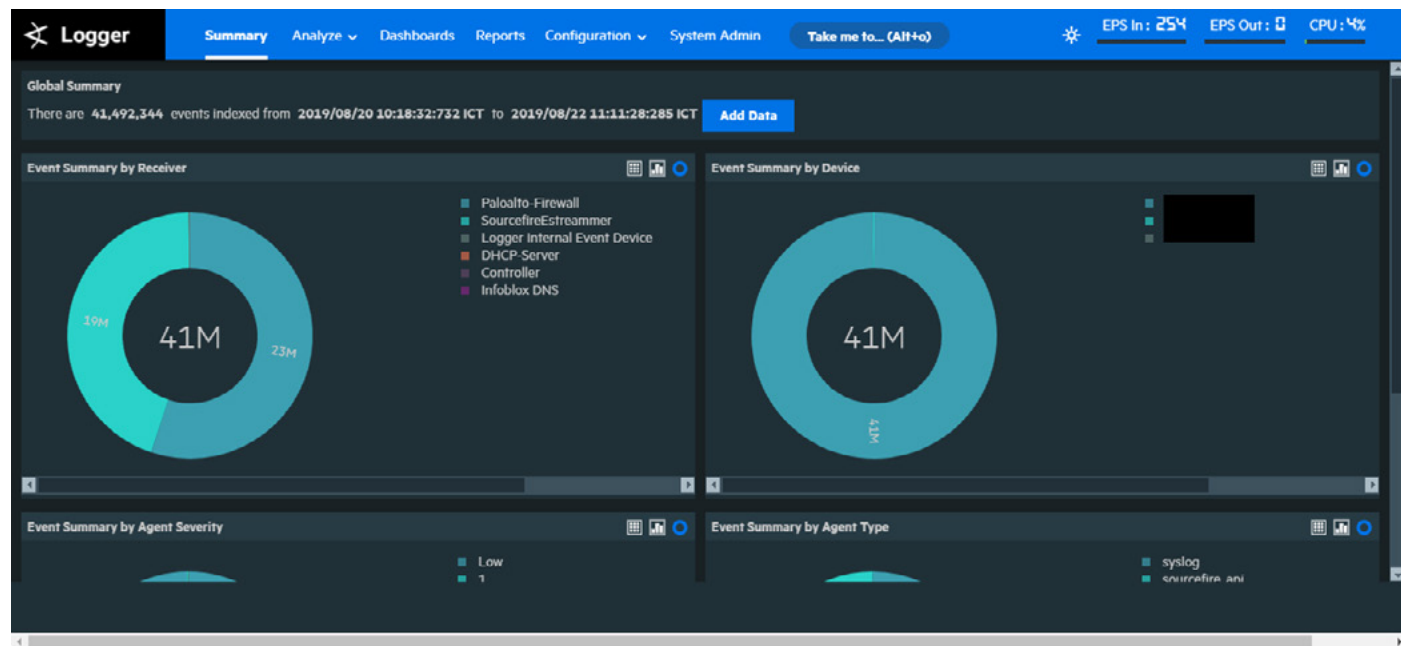 Logger Summary Analyze Dashboards Reports Configuration System Admin Take me to... (Alt+o) EPS In : 254 EPS Out : 0 CPU : 4%
Global Summary
There are 41,492,344 events indexed from 2019/08/20 10:18:32:732 ICT to 2019/08/22 11:11:28:285 ICT Add Data
Event Summary by Receiver
Paloalto-Firewall
SourcefireEstreammer
Logger Internal Event Device
DHCP-Server
Controller
Infoblox DNS
19M
41M
23M
Event Summary by Device
41M
41M
Event Summary by Agent Severity
Low
1
Event Summary by Agent Type
syslog
sourcefire_api